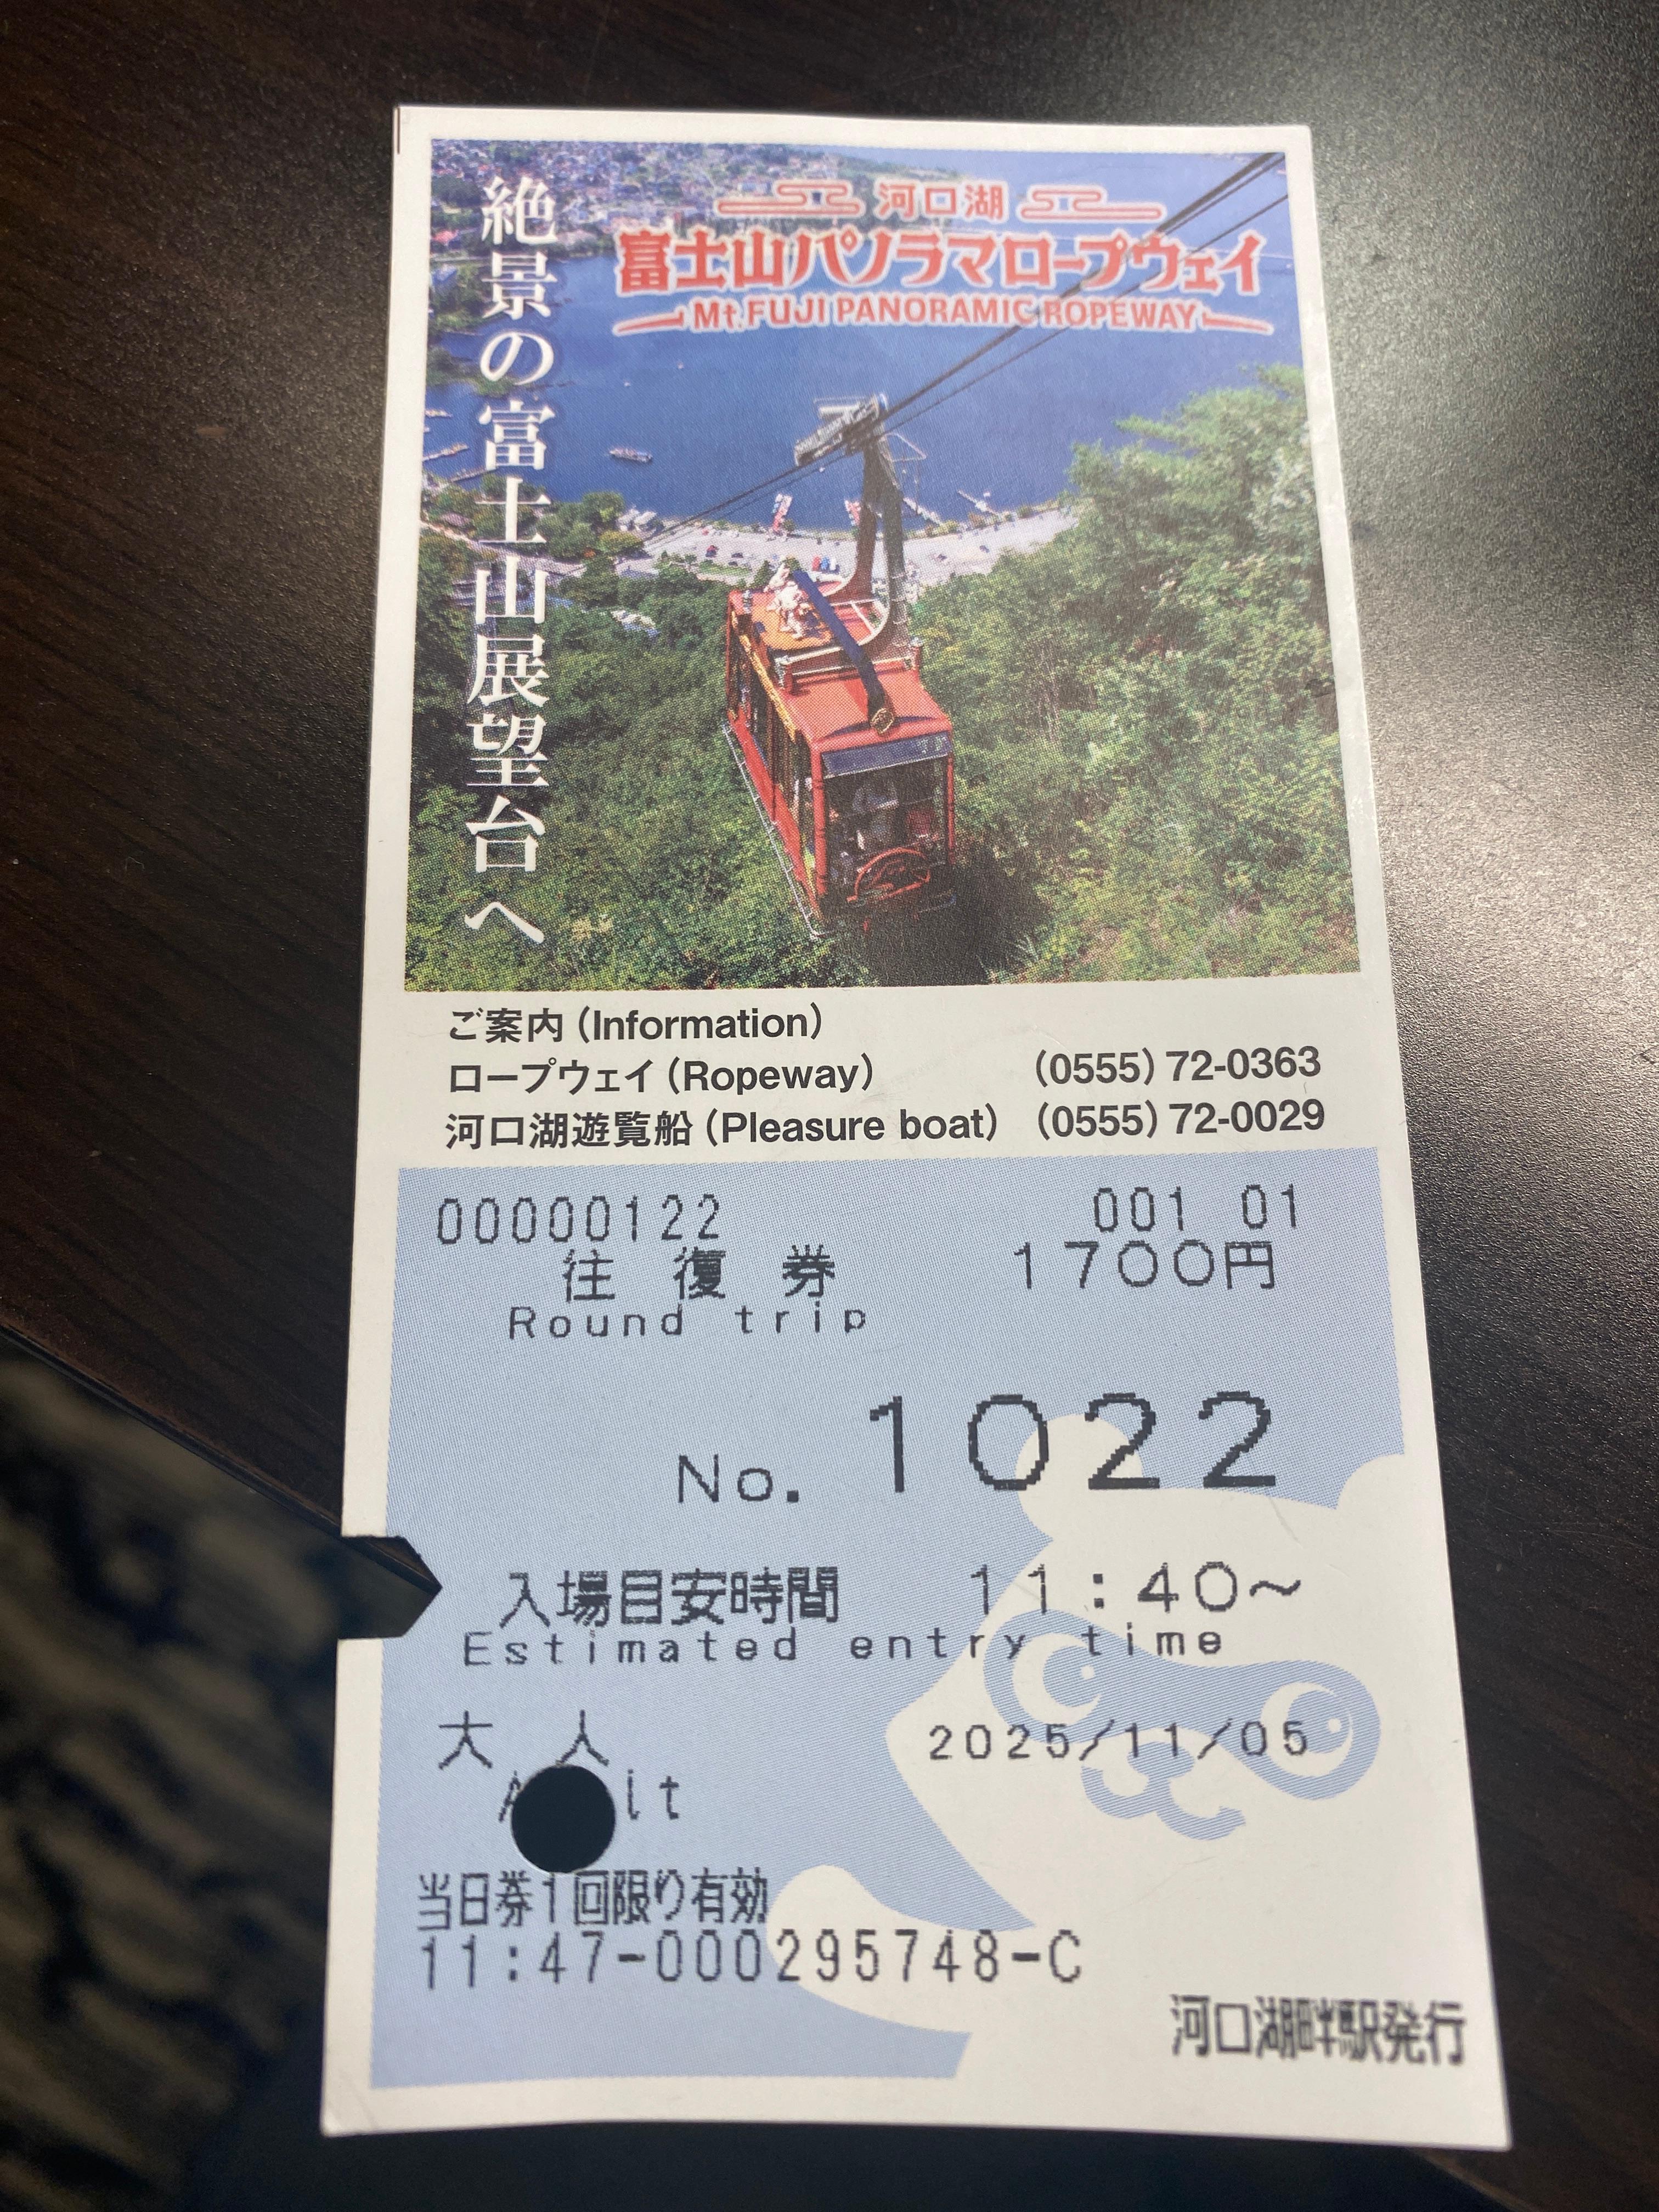 絶景の富士山展望台へ
河口湖
富士山パノラマロープウェイ
Mt.FUJI PANORAMIC ROPEWAY
ご案内（Information）
ロープウェイ（Ropeway） （0555）72-0363
河口湖遊覧船（Pleasure boat） （0555）72-0029
00000122 001 01
往復券 1700円
Round trip
No. 1022
入場目安時間 11:40～
Estimated entry time
大人 2025/11/05
当日券1回限り有効
11:47-000295748-C
河口湖畔駅発行